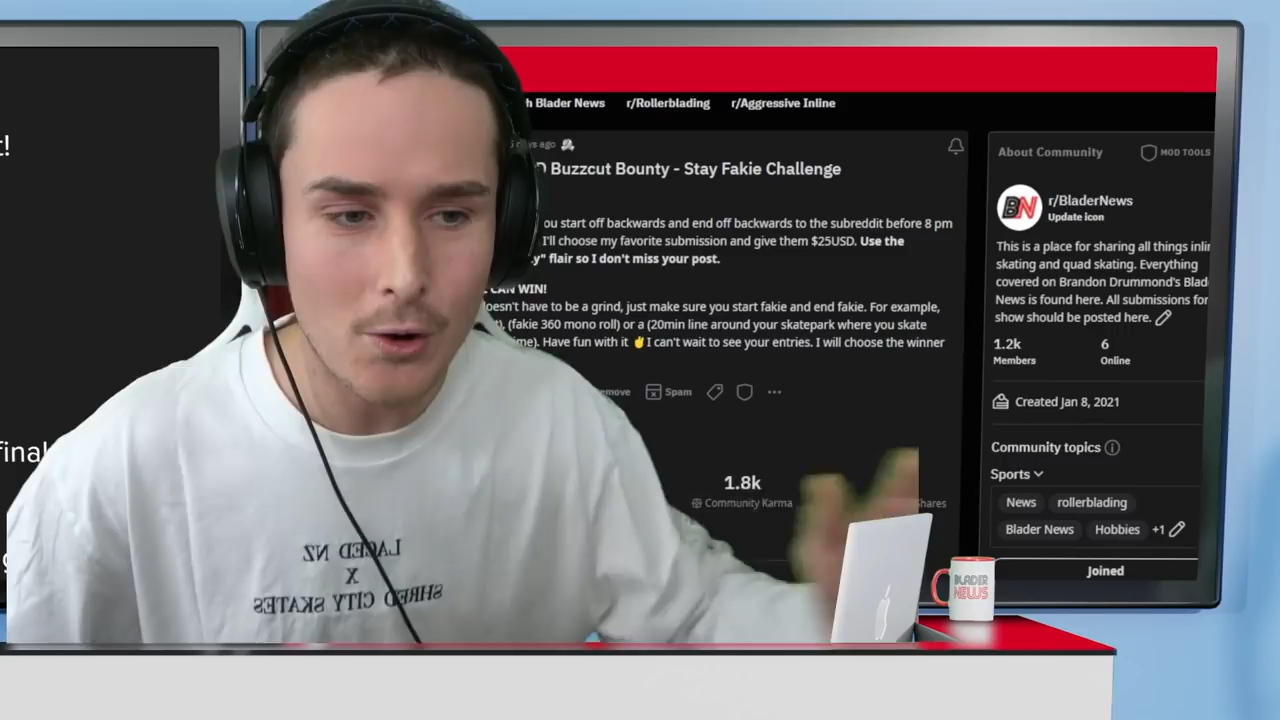 t!
final
h Blader News r/Rollerblading r/Aggressive Inline
days ago
Buzzcut Bounty - Stay Fakie Challenge
ou start off backwards and end off backwards to the subreddit before 8 pm
I'll choose my favorite submission and give them $25USD. Use the
y" flair so I don't miss your post.
CAN WIN!
doesn't have to be a grind, just make sure you start fakie and end fakie. For example,
), (fakie 360 mono roll) or a (20min line around your skatepark where you skate
ime). Have fun with it ✌️I can't wait to see your entries. I will choose the winner
emove Spam
1.8k
Community Karma
Shares
About Community MOD TOOLS
BN
r/BladerNews
Update icon
This is a place for sharing all things inlin
skating and quad skating. Everything
covered on Brandon Drummond's Blade
News is found here. All submissions for
show should be posted here.
1.2k 6
Members Online
Created Jan 8, 2021
Community topics
Sports
News rollerblading
Blader News Hobbies +1
Joined
LACED NZ
X
SHRED CITY SKATES
BLADER
NEWS